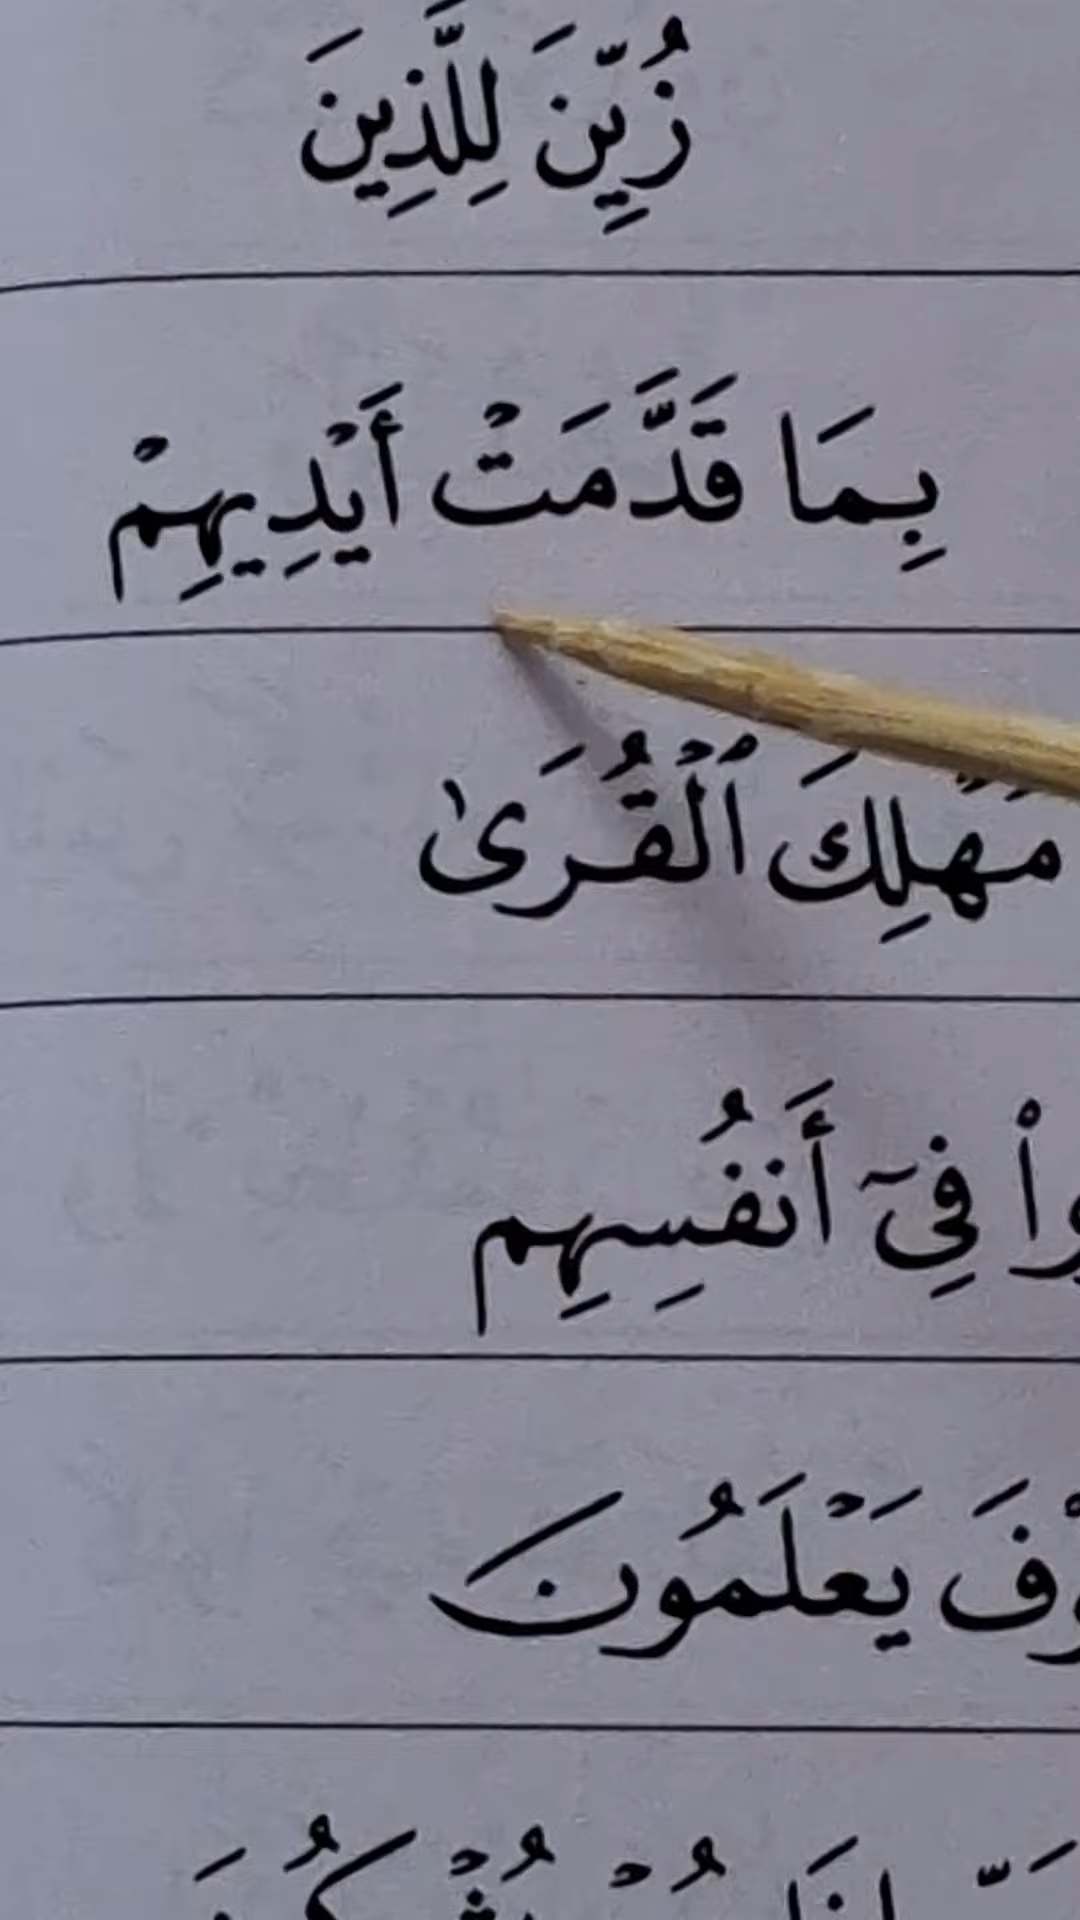 زُيِّنَ لِلَّذِينَ
بِمَا قَدَّمَتْ أَيْدِيهِمْ
مُهْلِكَ ٱلْقُرَىٰ
فِىٓ أَنفُسِهِم
يَعْلَمُونَ